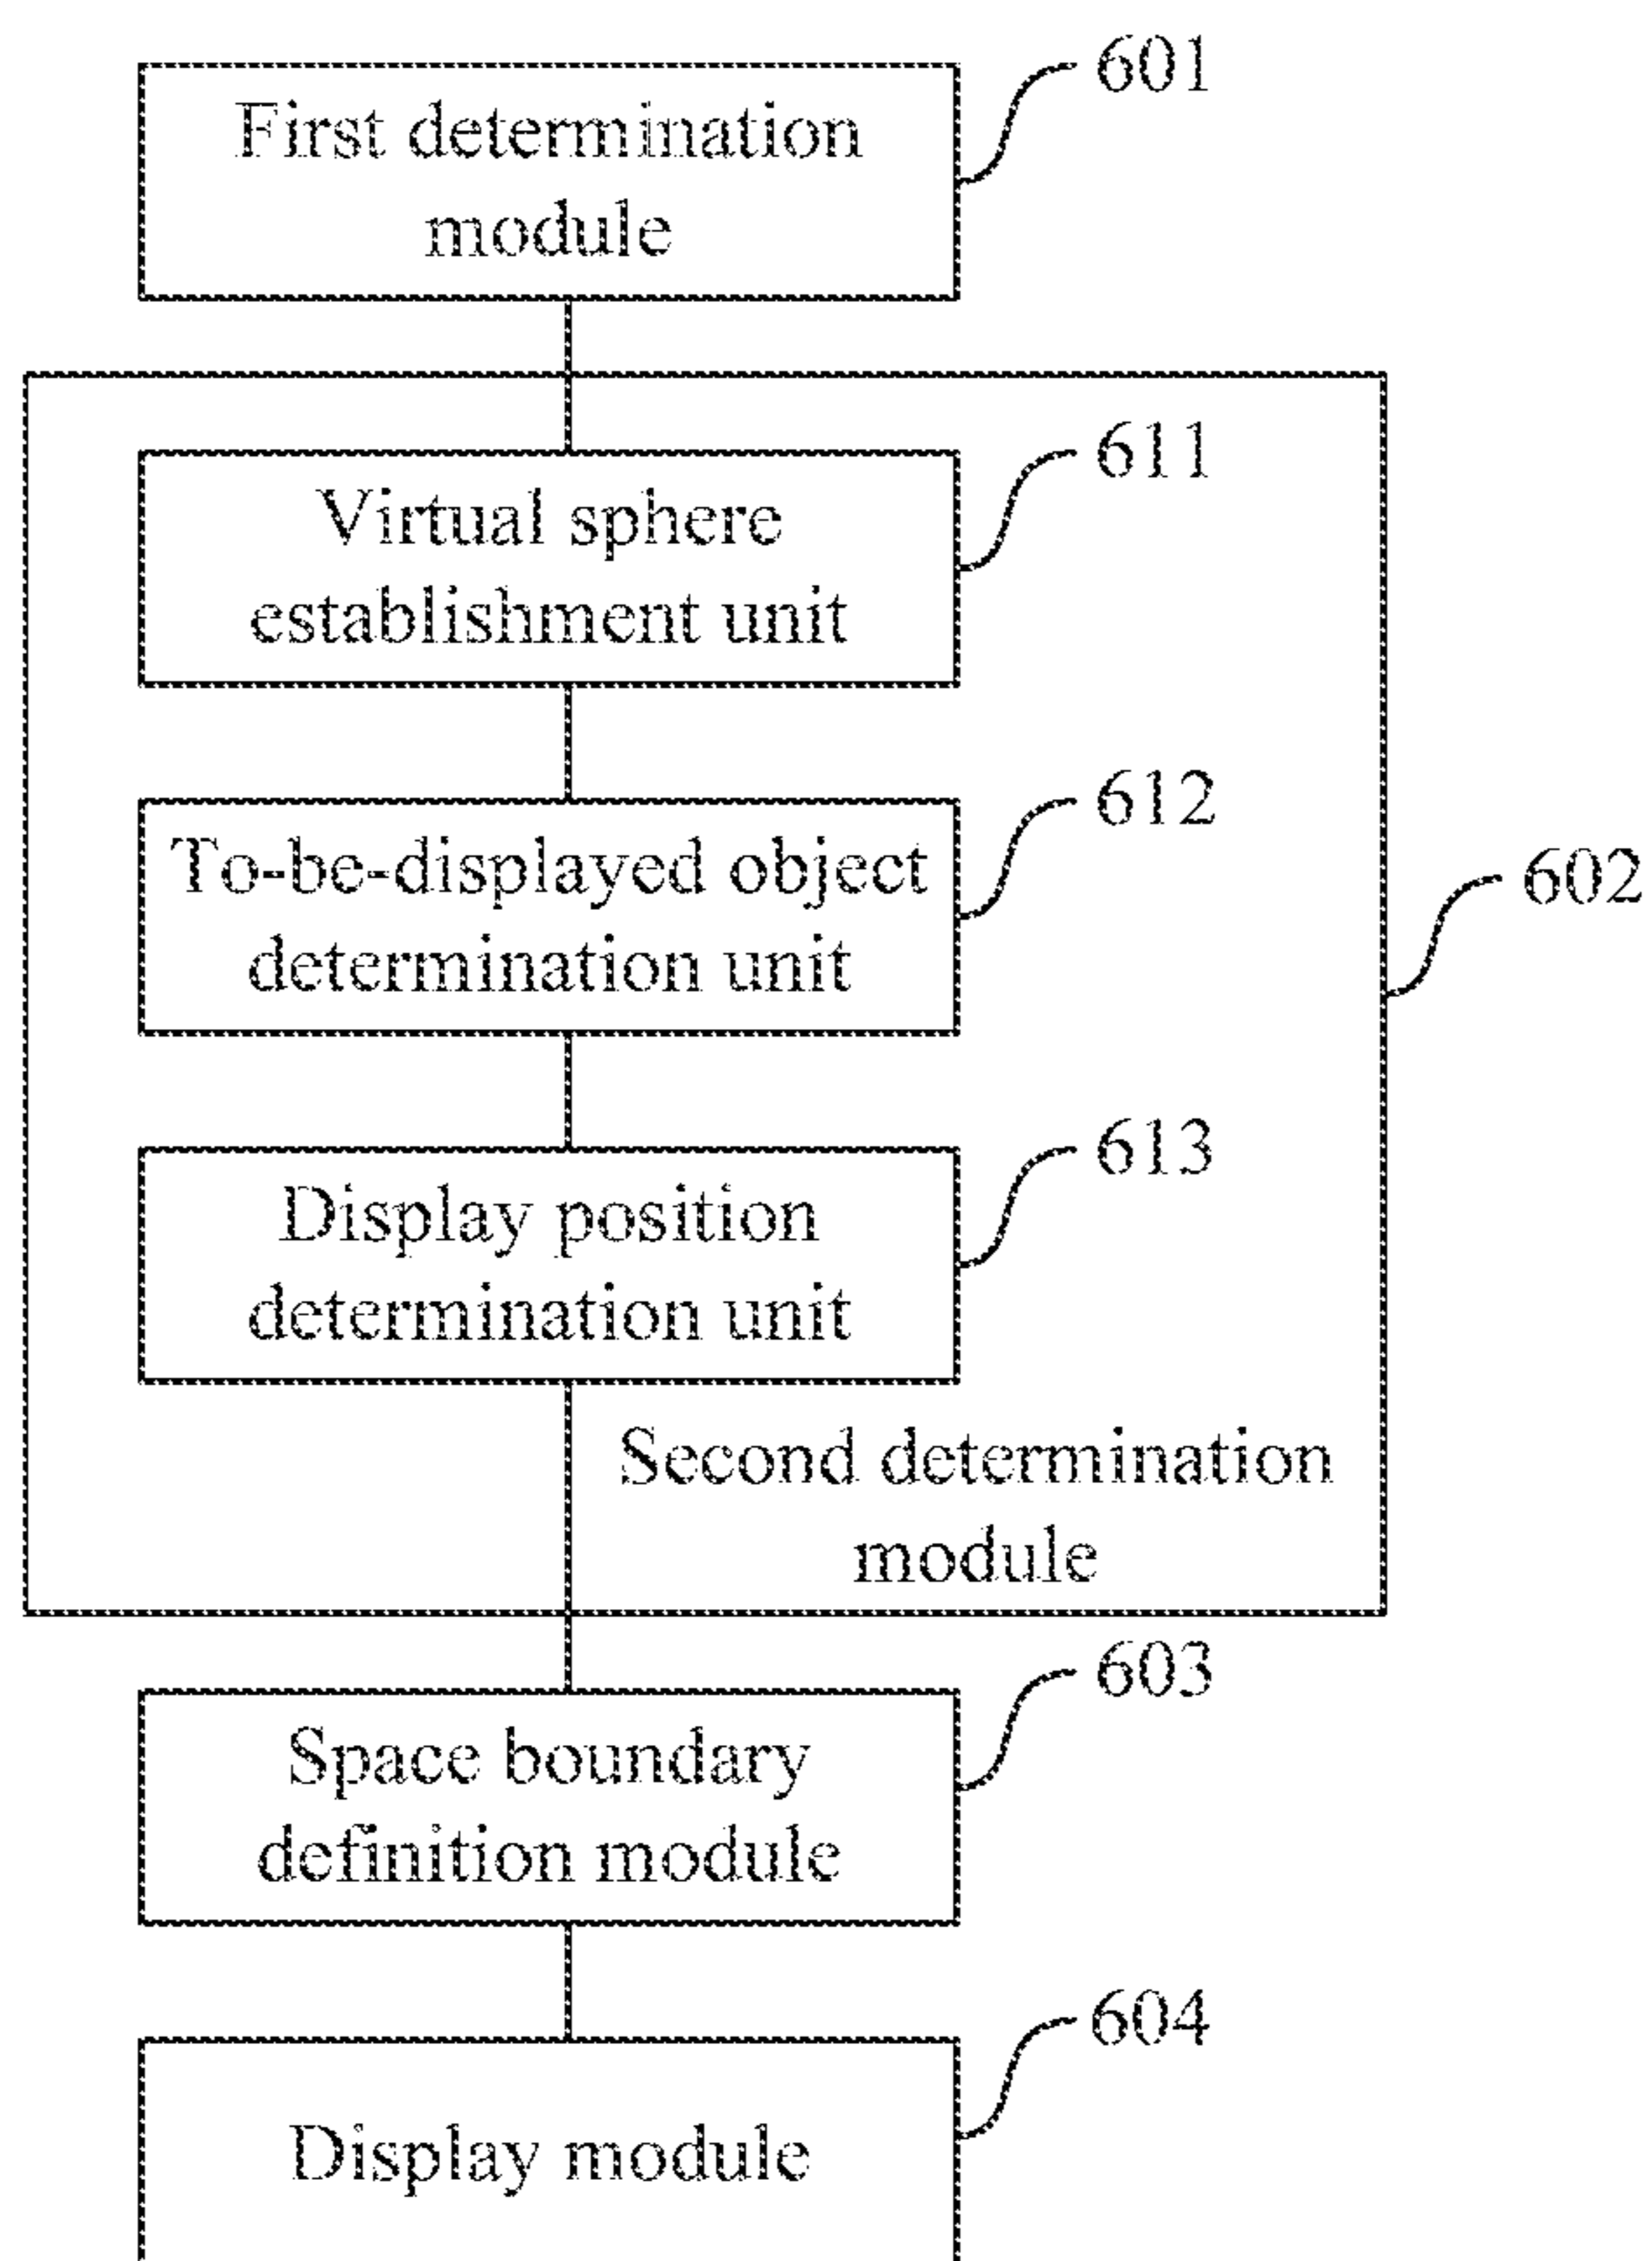 601
First determination
module
611
Virtual sphere
establishment unit
612
To-be-displayed object
determination unit
602
613
Display position
determination unit
Second determination
module
603
Space boundary
definition module
604
Display module